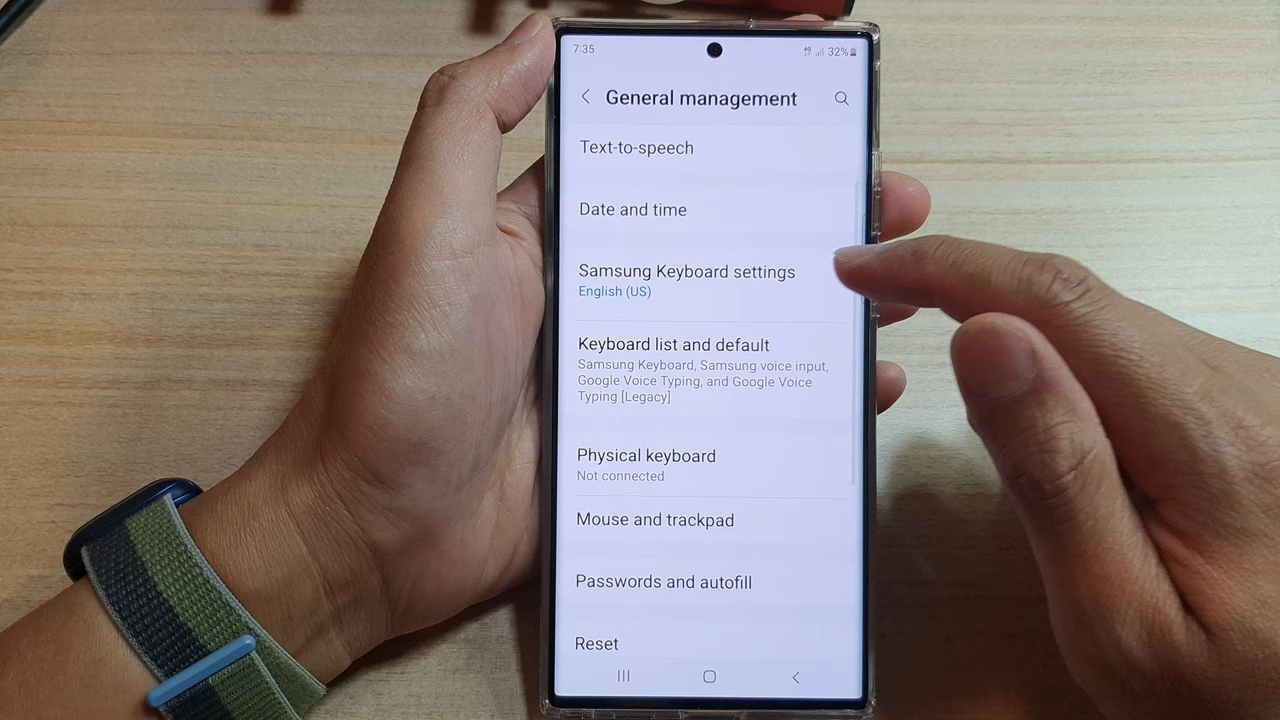 7:35
4G 32%
General management
Text-to-speech
Date and time
Samsung Keyboard settings
English (US)
Keyboard list and default
Samsung Keyboard, Samsung voice input,
Google Voice Typing, and Google Voice
Typing [Legacy]
Physical keyboard
Not connected
Mouse and trackpad
Passwords and autofill
Reset